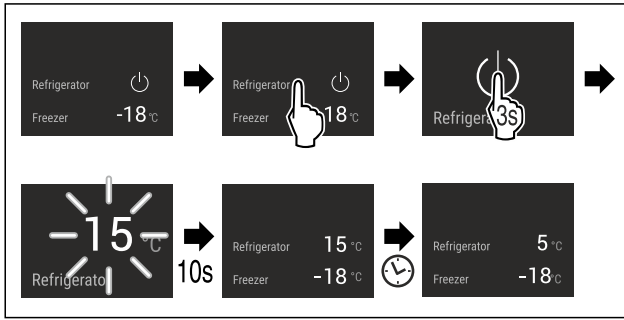 Refrigerator
Freezer -18 °C
Refrigerator
Freezer 18 °C
Refrigera 3s
15 °C
Refrigerato
10s
Refrigerator 15 °C
Freezer -18 °C
Refrigerator 5 °C
Freezer -18 °C